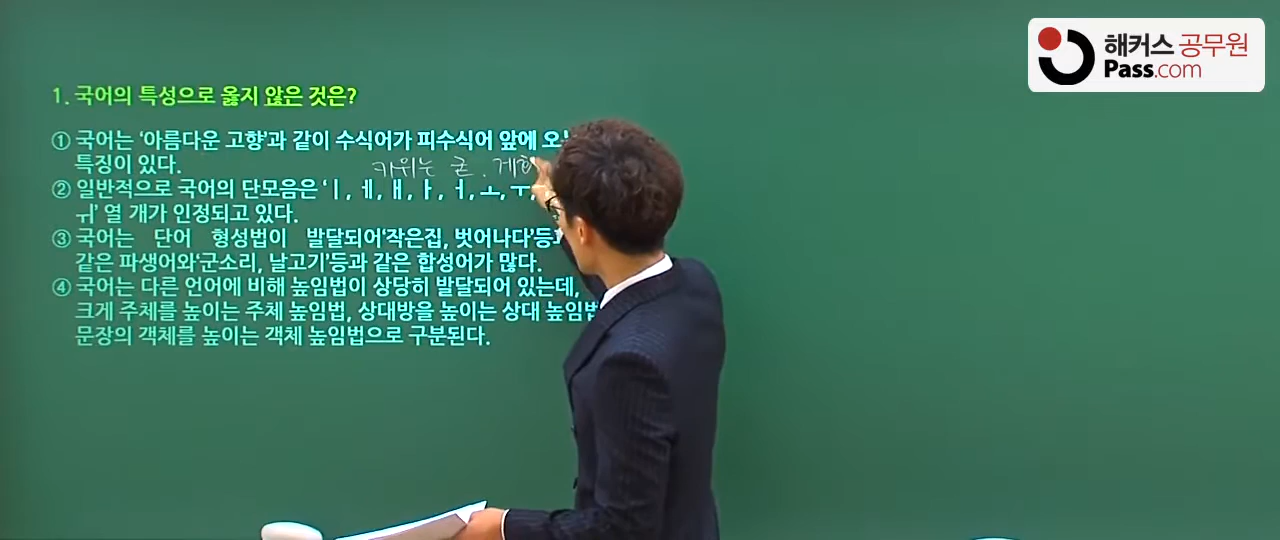 해커스 공무원
Pass.com
1. 국어의 특성으로 옳지 않은 것은?
① 국어는 '아름다운 고향'과 같이 수식어가 피수식어 앞에
특징이 있다.
카위는
② 일반적으로 국어의 단모음은 'ㅣ, ㅔ, ㅐ, ㅏ, ㅓ, ㅗ, ㅜ,
ㅟ' 열 개가 인정되고 있다.
③ 국어는 단어 형성법이 발달되어'작은집, 벗어나다'등
같은 파생어와'군소리, 날고기'등과 같은 합성어가 많다.
④ 국어는 다른 언어에 비해 높임법이 상당히 발달되어 있는데,
크게 주체를 높이는 주체 높임법, 상대방을 높이는 상대 높임법
문장의 객체를 높이는 객체 높임법으로 구분된다.